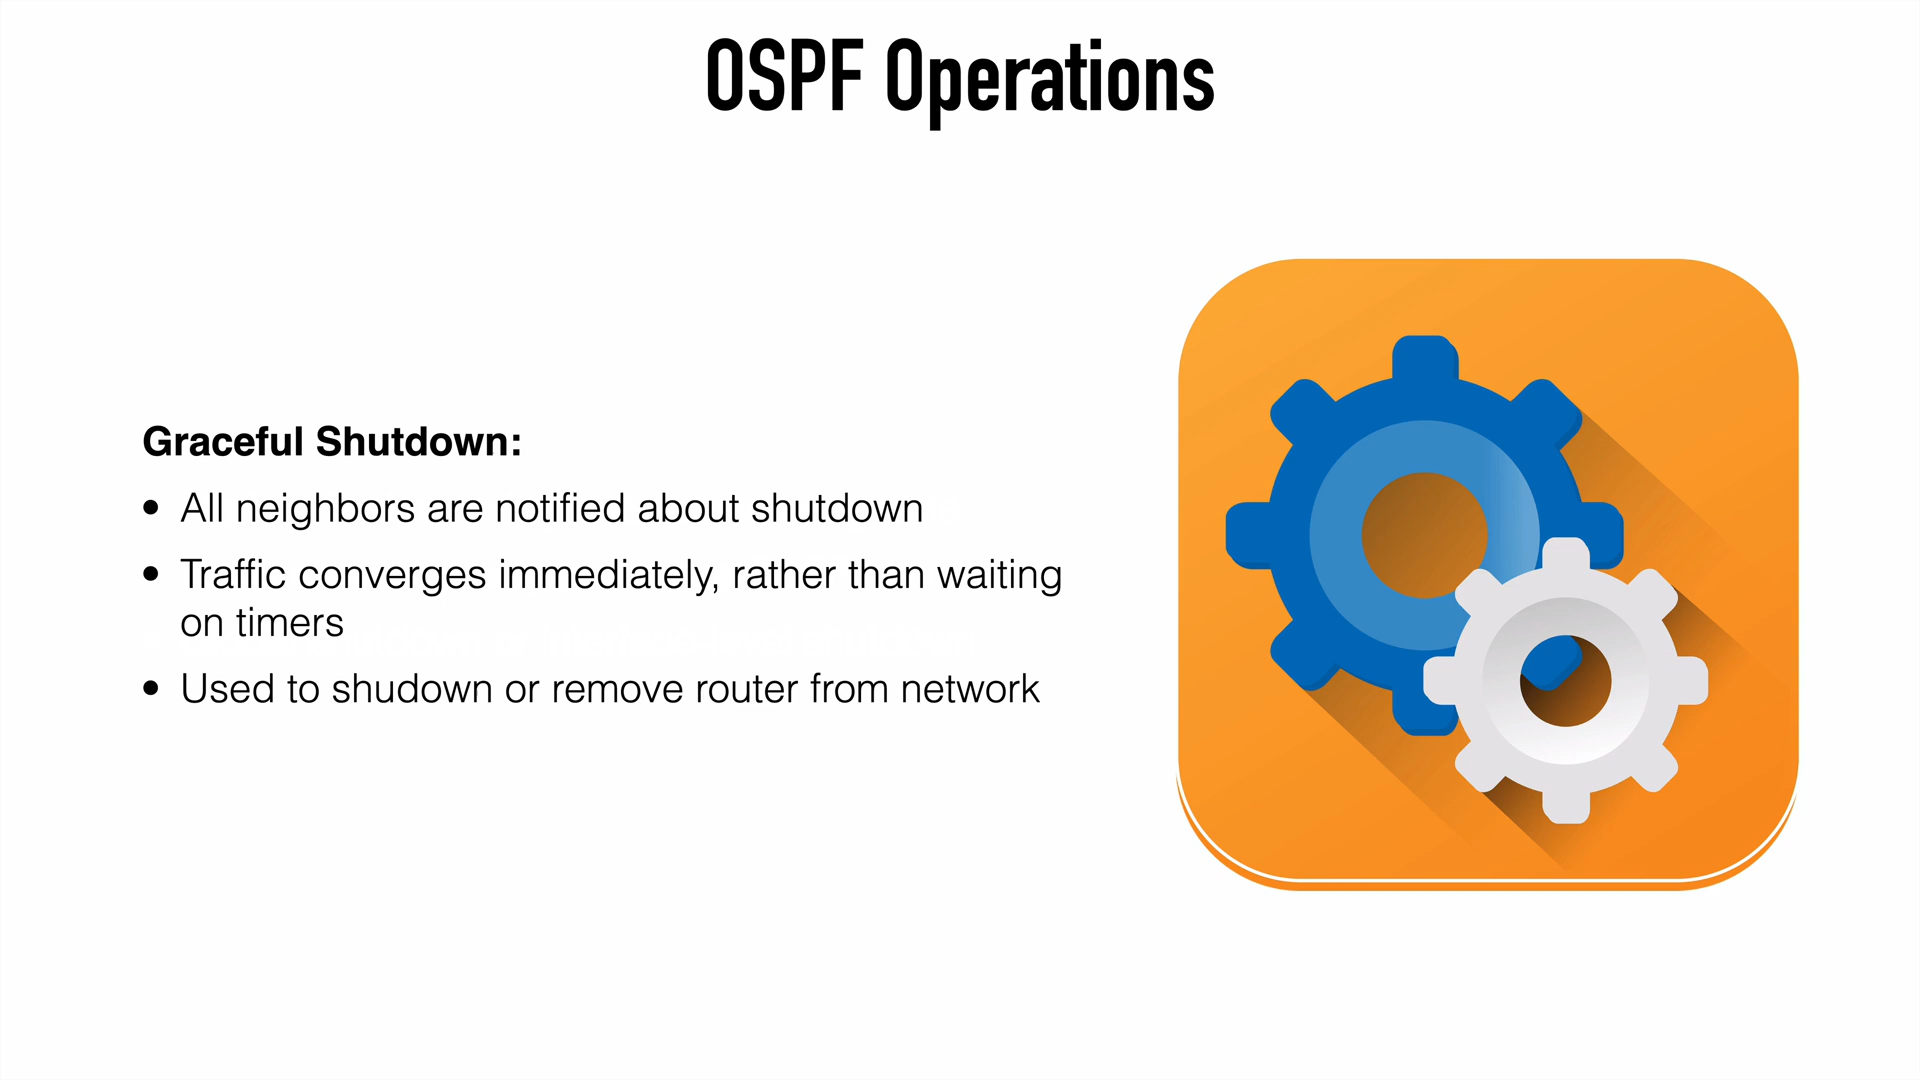 OSPF Operations
Graceful Shutdown:
• All neighbors are notified about shutdown
• Traffic converges immediately, rather than waiting
on timers
• Used to shudown or remove router from network